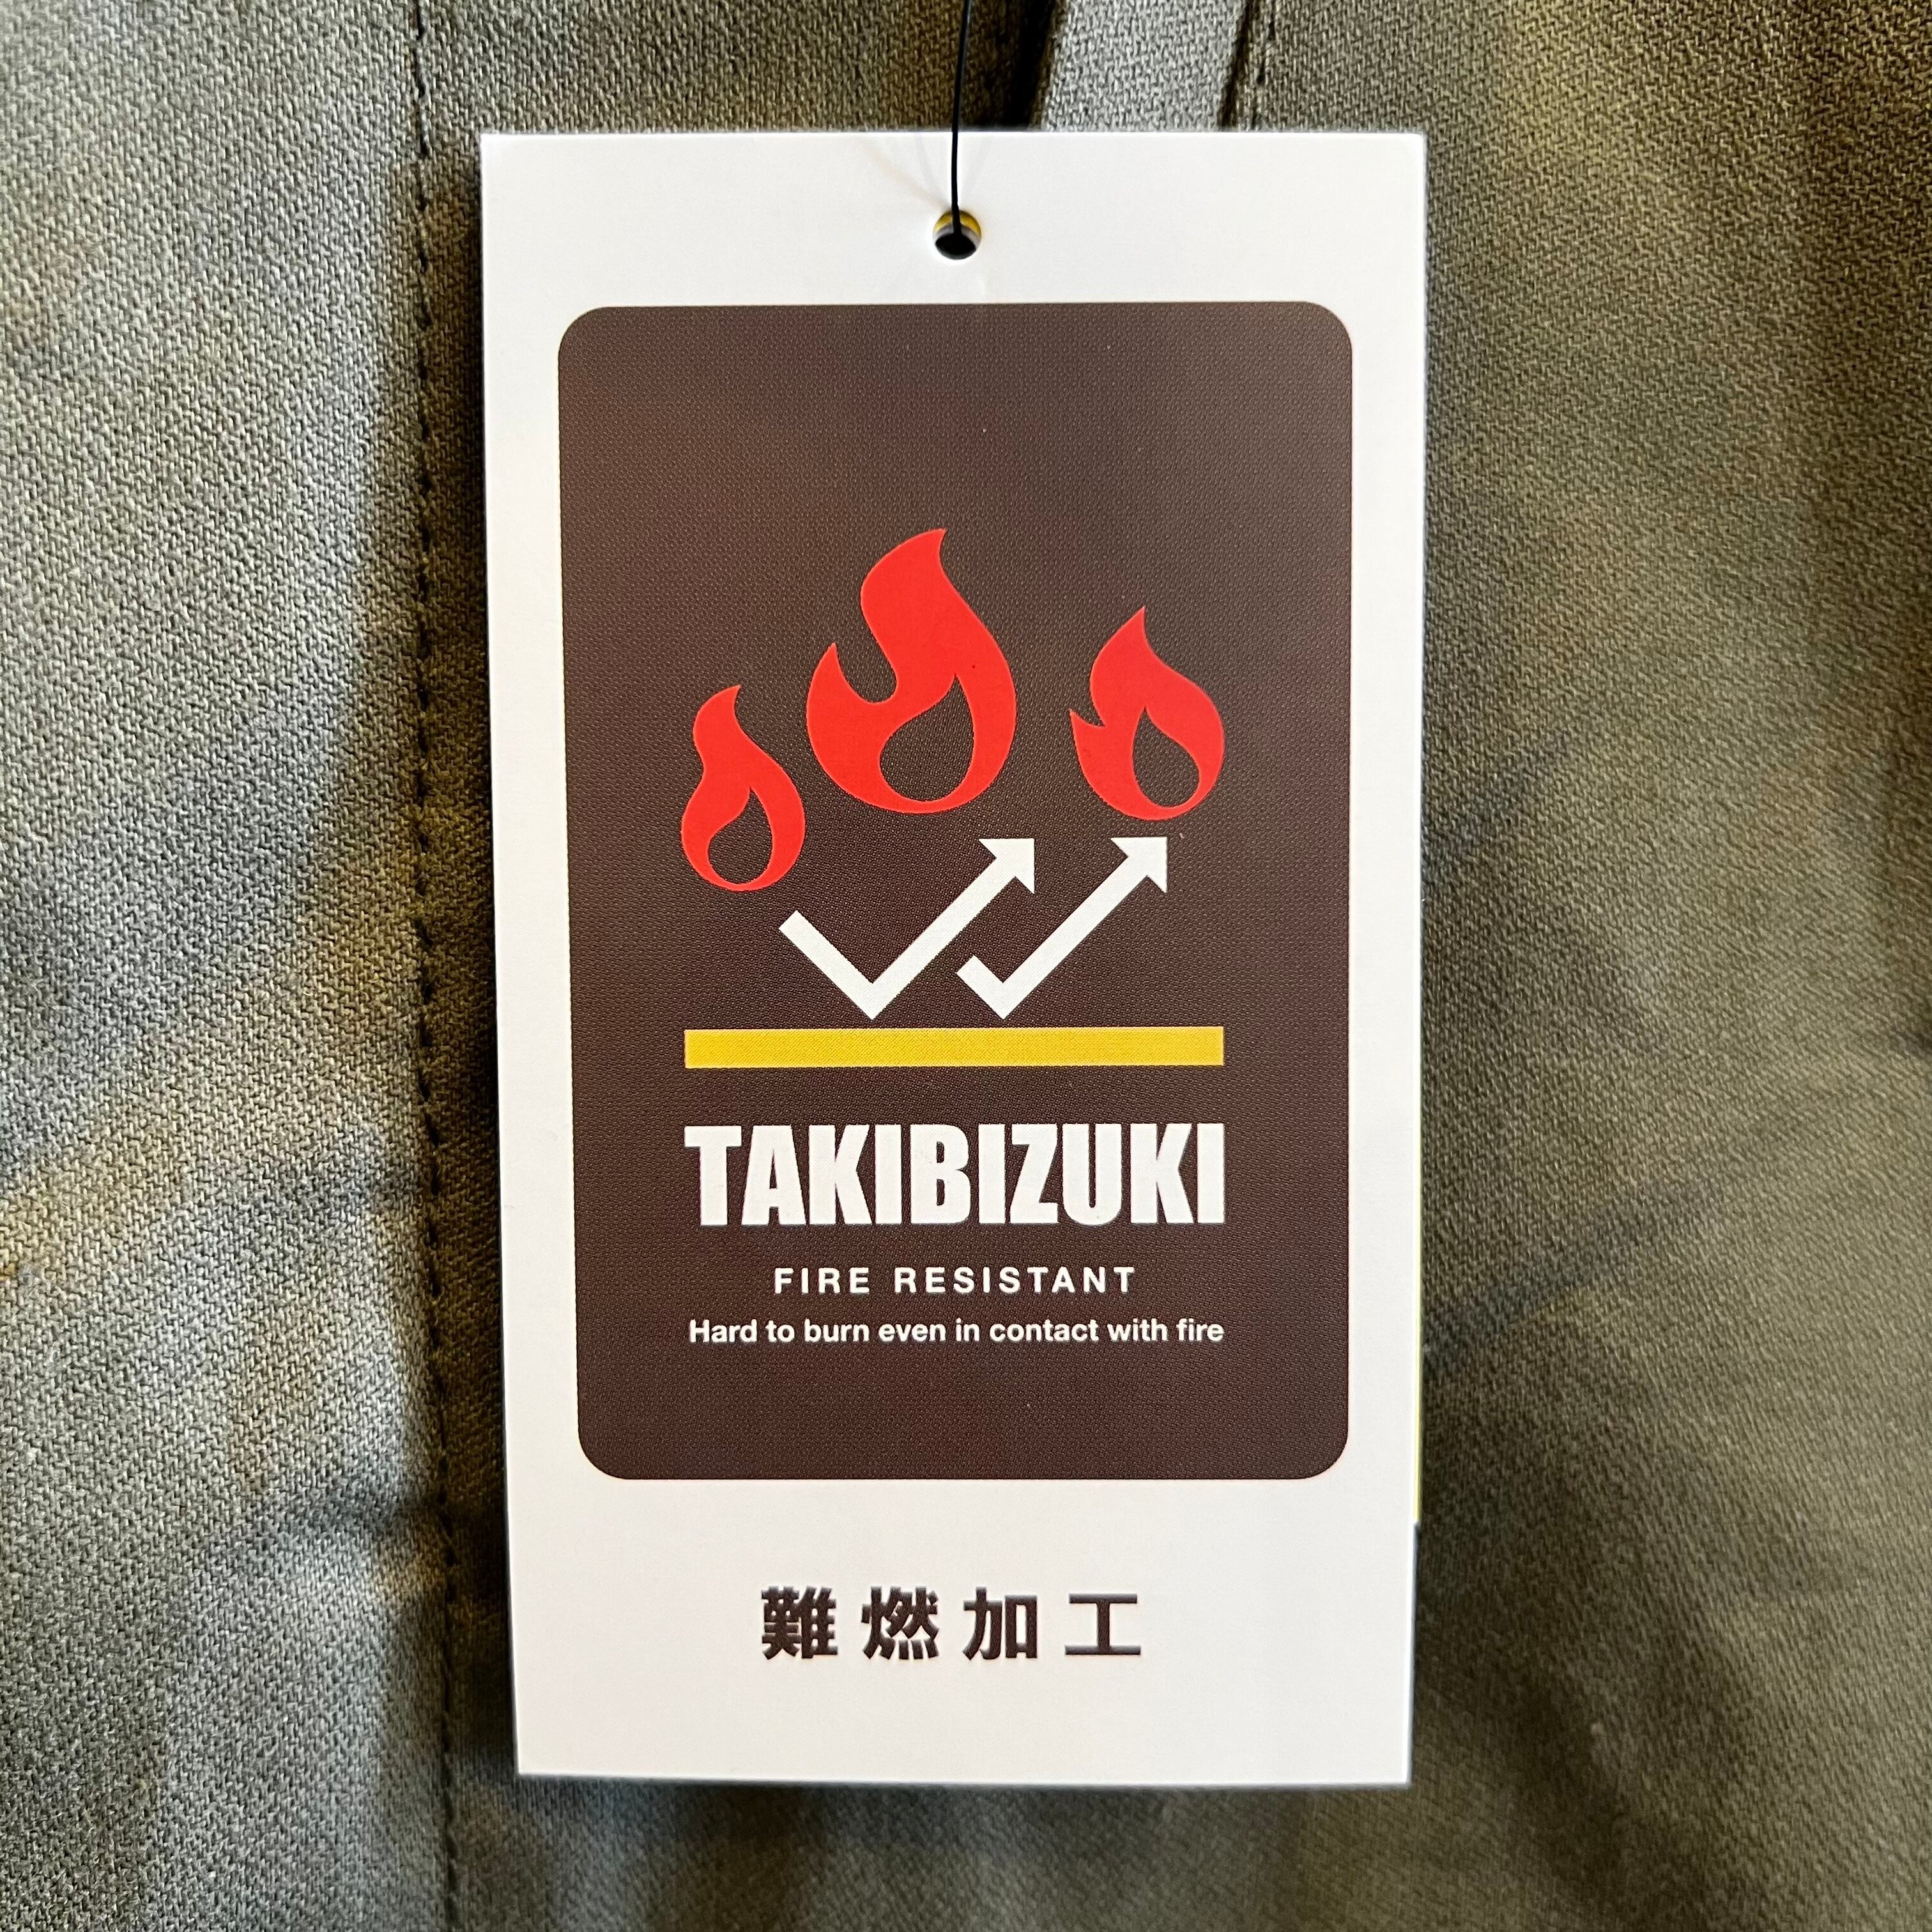 TAKIBIZUKI
FIRE RESISTANT
Hard to burn even in contact with fire
難燃加工